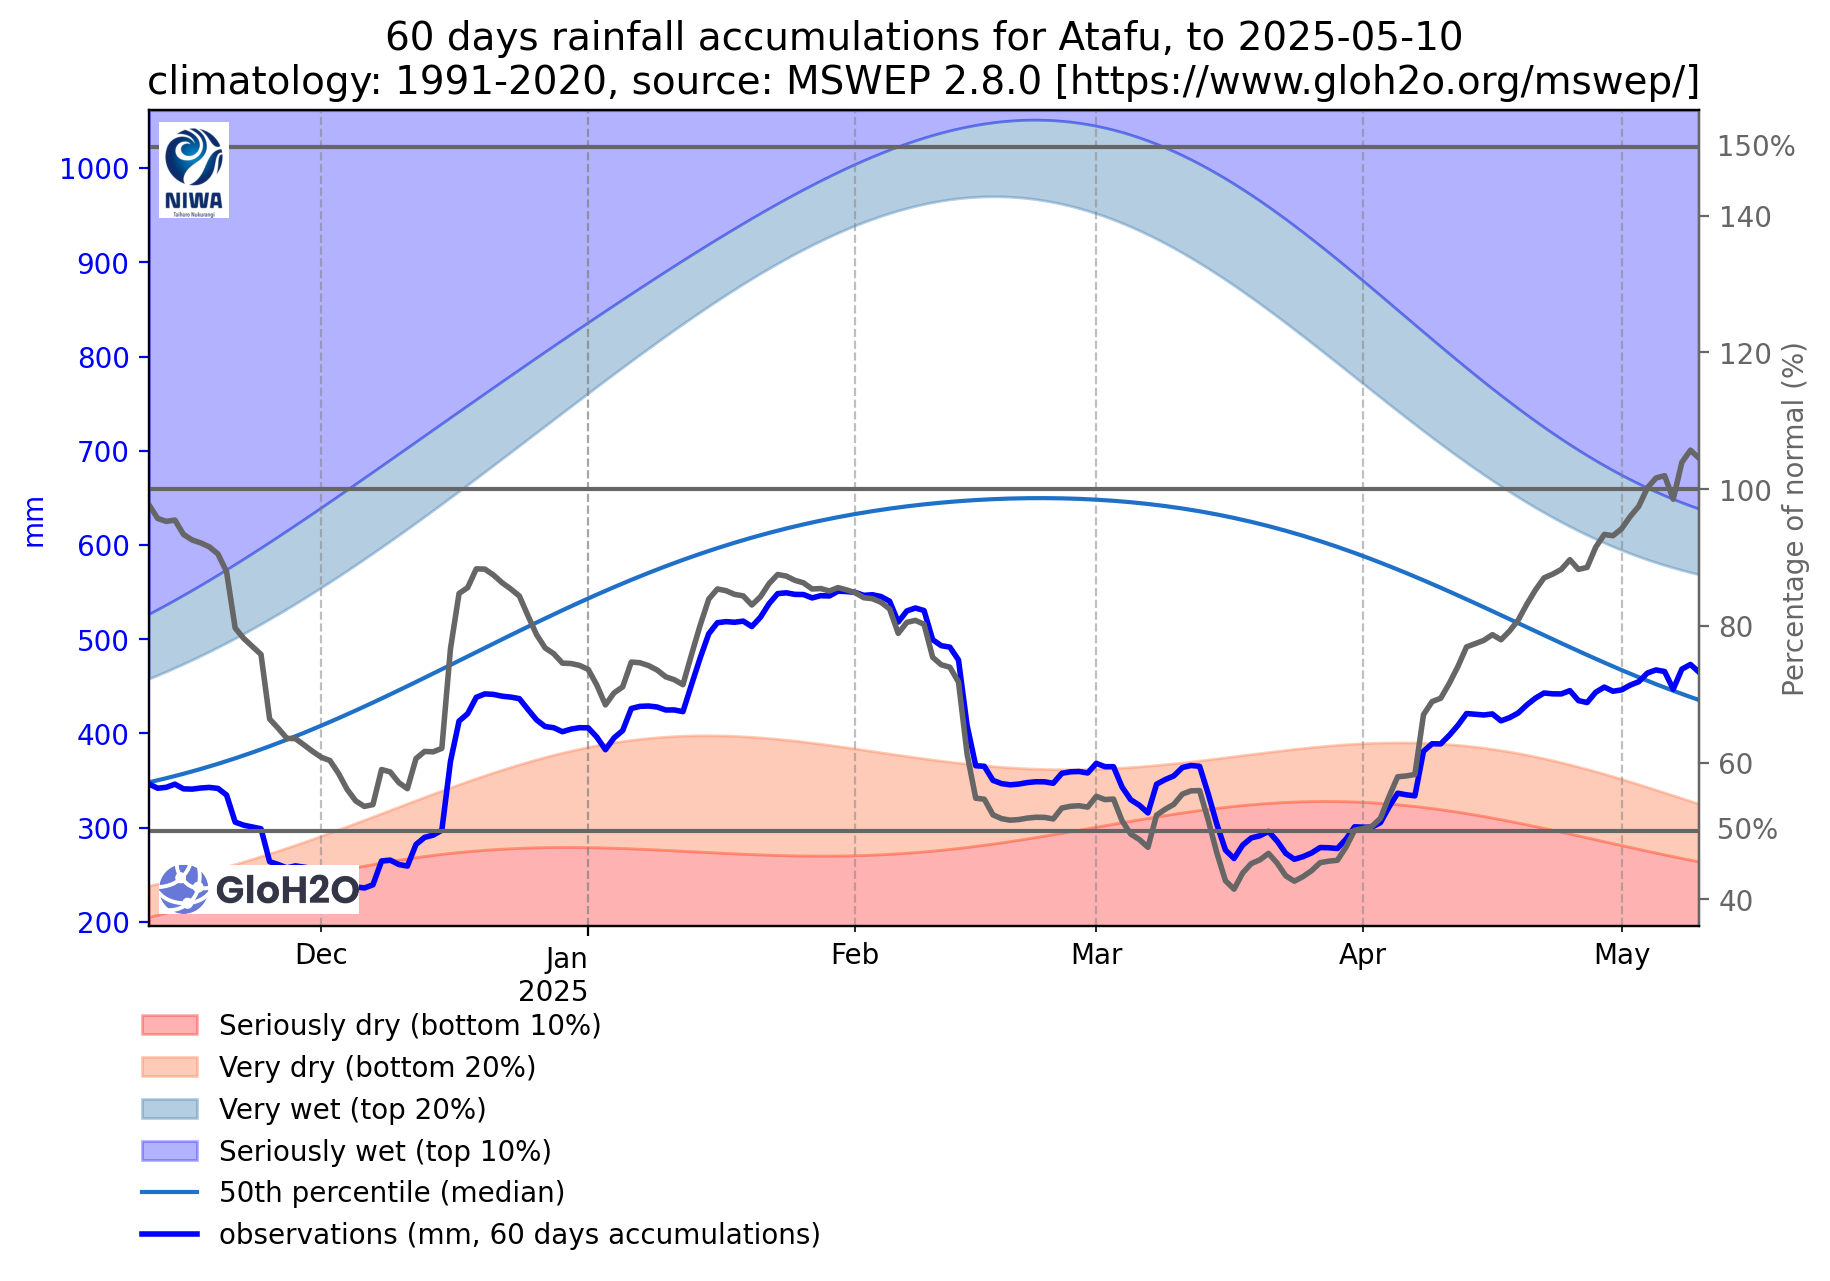 60 days rainfall accumulations for Atafu, to 2025-05-10
climatology: 1991-2020, source: MSWEP 2.8.0 [https://www.gloh2o.org/mswep/]
NIWA
Taihoro Nukurangi
1000
900
800
700
600
500
400
300
200
mm
150%
140
120
100
80
60
50%
40
Percentage of normal (%)
GloH2O
Dec
Jan
2025
Feb
Mar
Apr
May
Seriously dry (bottom 10%)
Very dry (bottom 20%)
Very wet (top 20%)
Seriously wet (top 10%)
50th percentile (median)
observations (mm, 60 days accumulations)